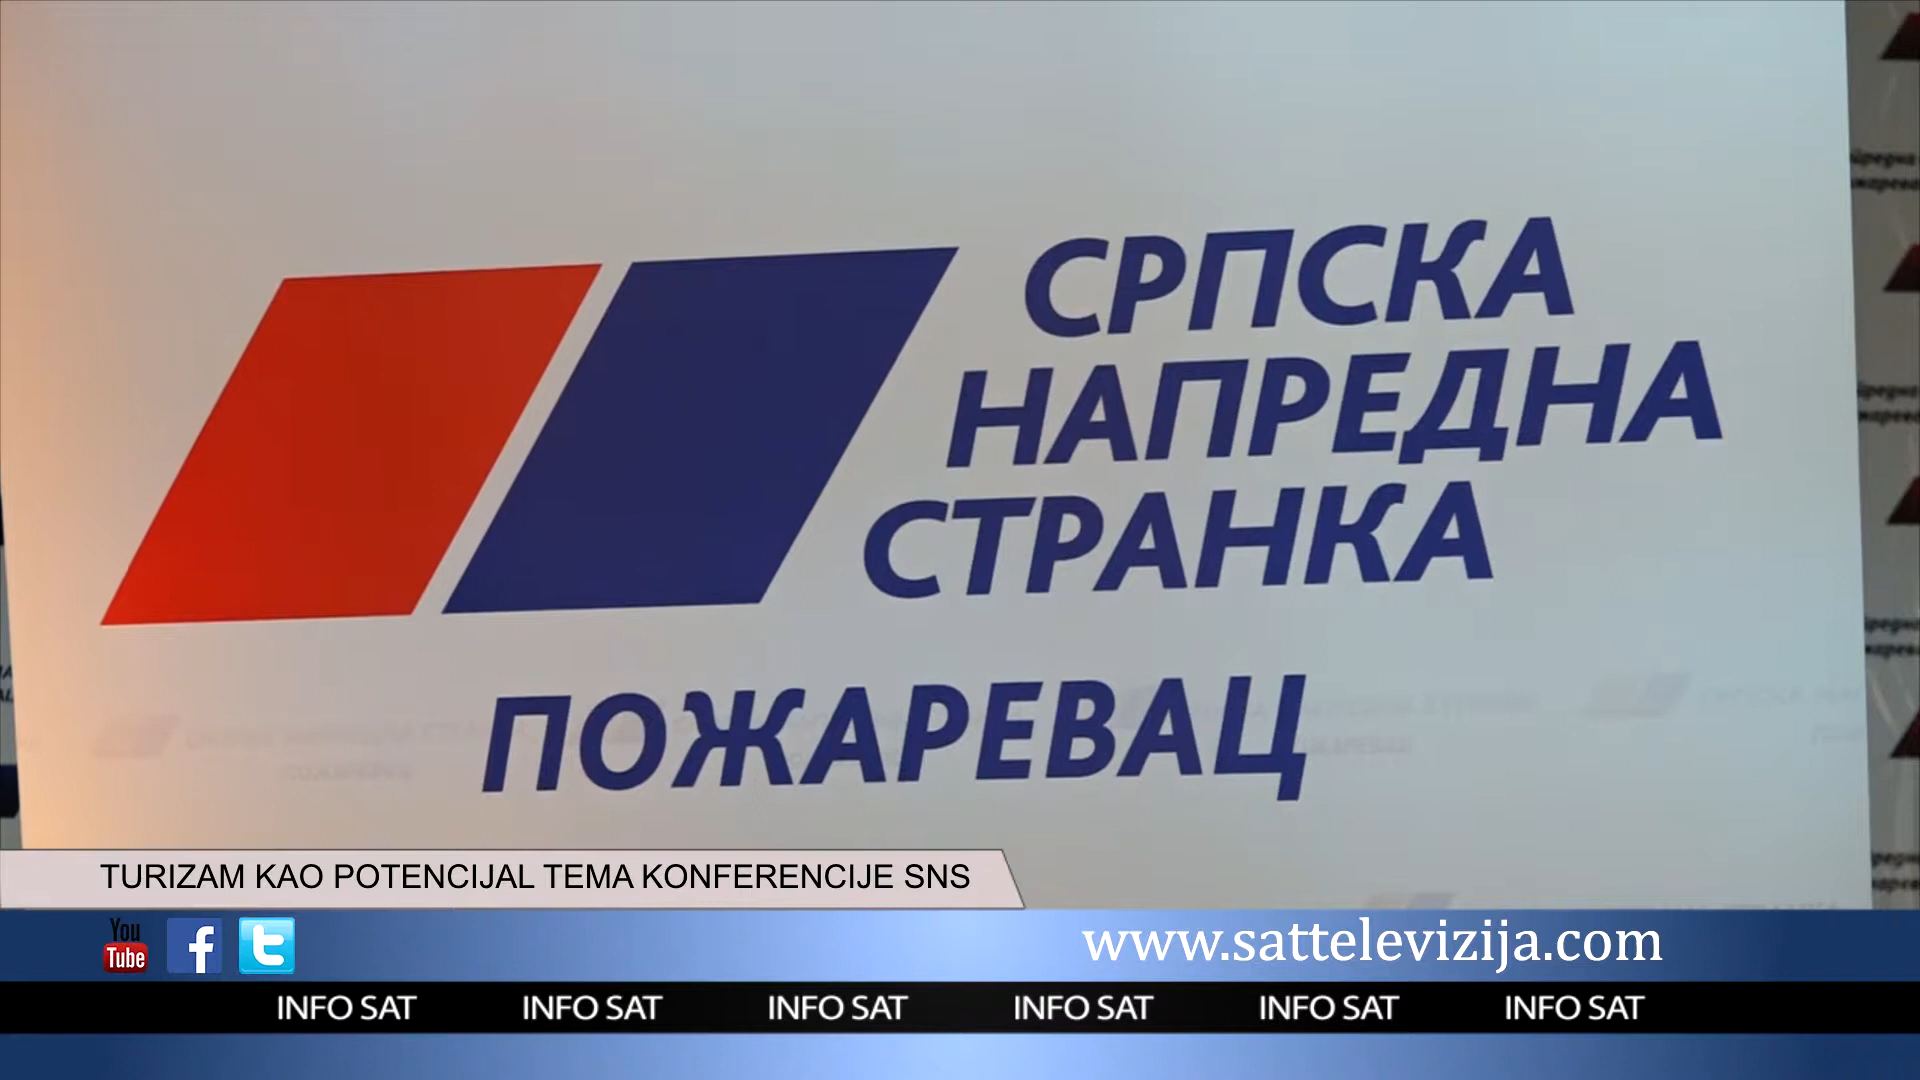 СРПСКА
НАПРЕДНА
СТРАНКА
ПОЖАРЕВАЦ
TURIZAM KAO POTENCIJAL TEMA KONFERENCIJE SNS
You
Tube
www.sattelevizija.com
INFO SAT INFO SAT INFO SAT INFO SAT INFO SAT INFO SAT